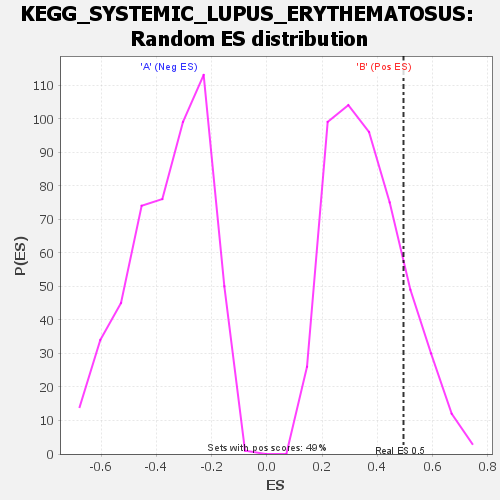 KEGG_SYSTEMIC_LUPUS_ERYTHEMATOSUS:
Random ES distribution
'A' (Neg ES)
'B' (Pos ES)
110
100
90
80
70
60
50
40
30
20
10
0
P(ES)
Sets with pos scores: 49%
Real ES 0.5
-0.6
-0.4
-0.2
0.0
0.2
0.4
0.6
0.8
ES